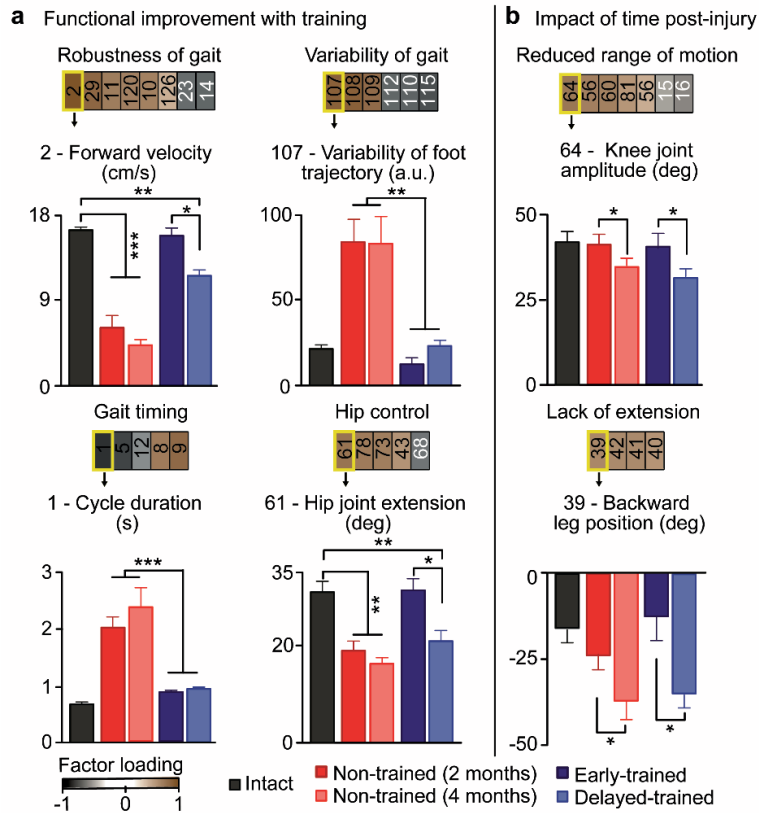 a Functional improvement with training
b Impact of time post-injury
Robustness of gait
2 29 11 120 10 126 23 14
2 - Forward velocity
(cm/s)
18
9
0
**
*
***
Variability of gait
107 108 109 112 110 115
107 - Variability of foot
trajectory (a.u.)
100
50
0
**
Reduced range of motion
64 56 60 81 56 15 16
64 - Knee joint
amplitude (deg)
50
25
0
*
*
Gait timing
1 5 12 8 9
1 - Cycle duration
(s)
3
2
1
0
***
Hip control
61 78 73 43 68
61 - Hip joint extension
(deg)
35
20
0
**
*
**
Lack of extension
39 42 41 40
39 - Backward
leg position (deg)
0
-25
-50
*
*
Factor loading
-1 0 1
Intact
Non-trained (2 months)
Non-trained (4 months)
Early-trained
Delayed-trained